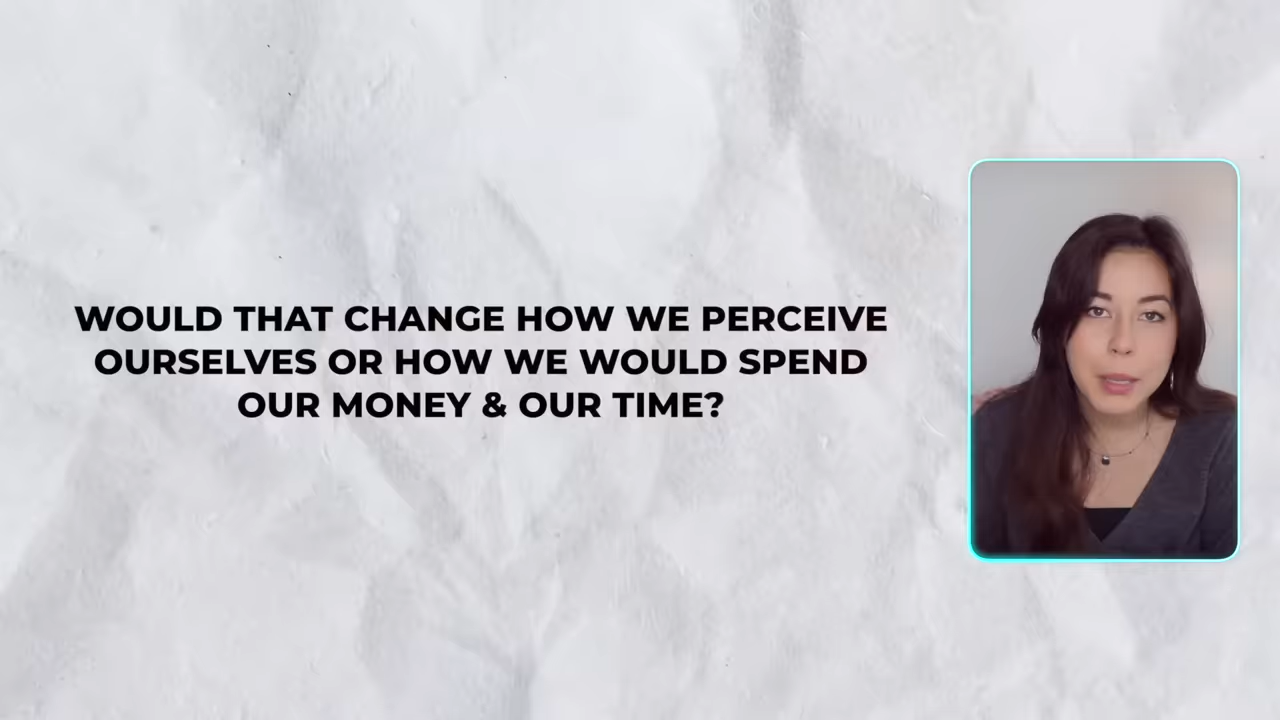 WOULD THAT CHANGE HOW WE PERCEIVE
OURSELVES OR HOW WE WOULD SPEND
OUR MONEY & OUR TIME?